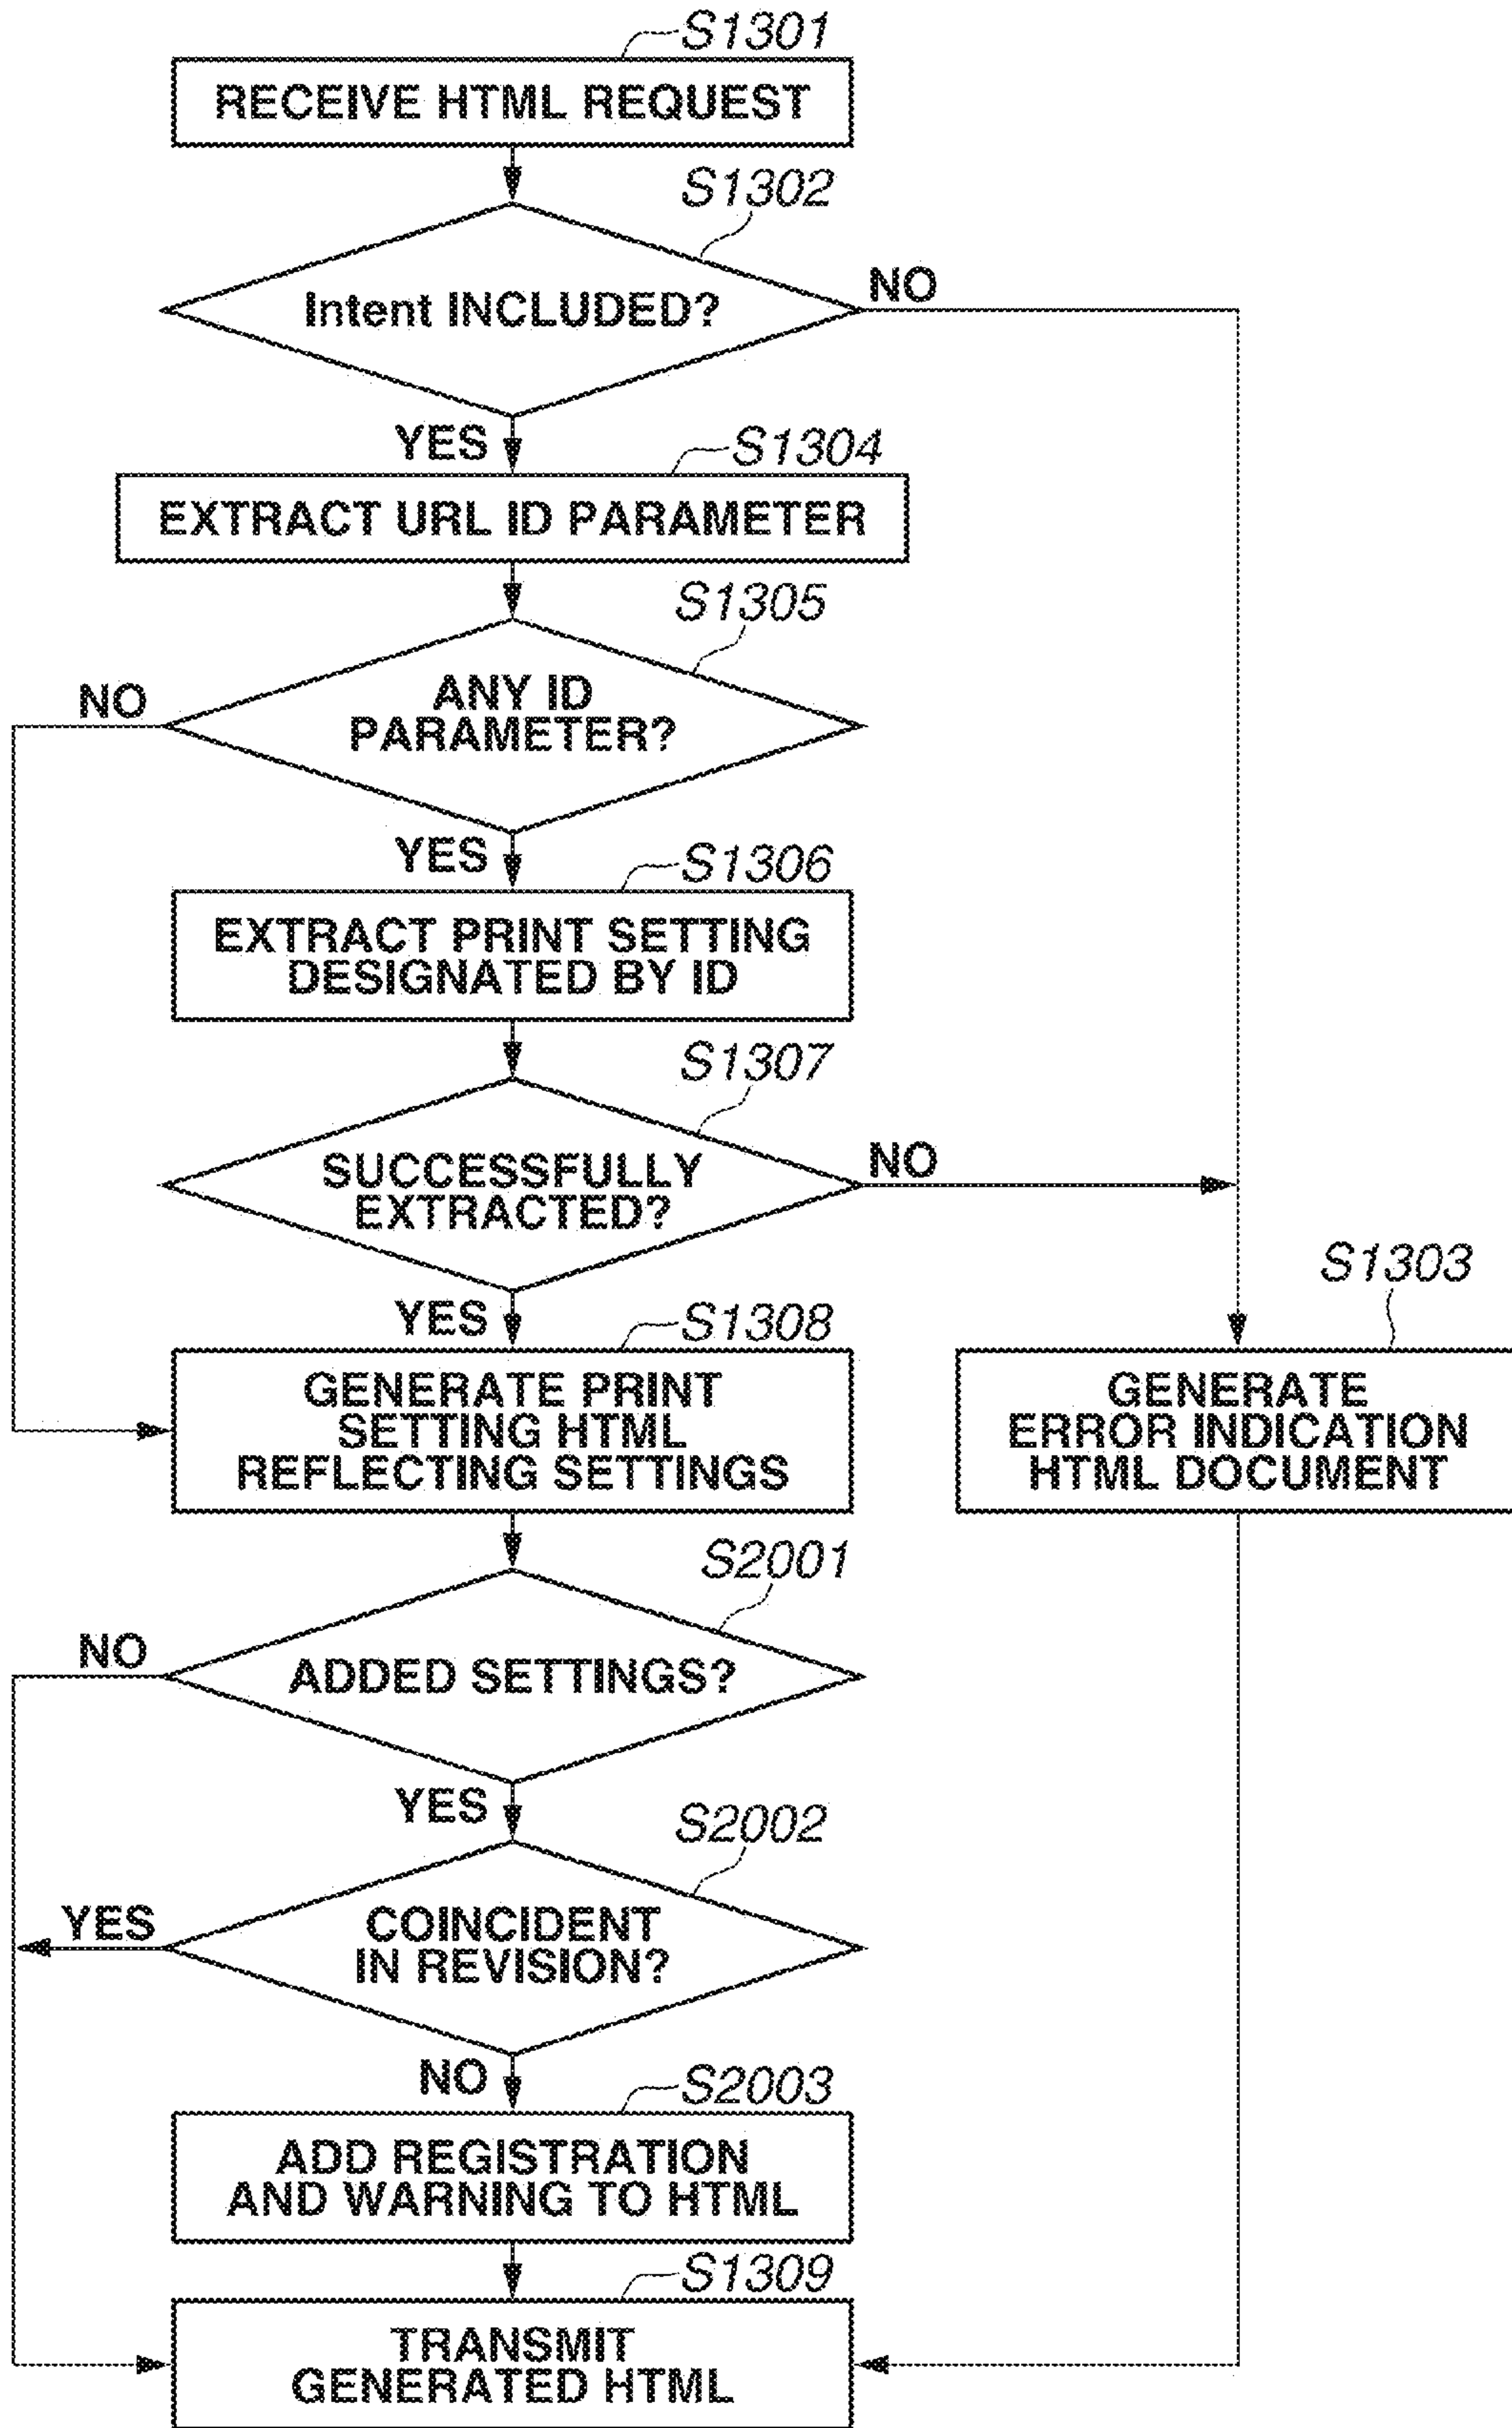 S1301
RECEIVE HTML REQUEST
S1302
Intent INCLUDED?
NO
YES
S1304
EXTRACT URL ID PARAMETER
S1305
NO
ANY ID
PARAMETER?
YES
S1306
EXTRACT PRINT SETTING
DESIGNATED BY ID
S1307
SUCCESSFULLY
EXTRACTED?
NO
YES
S1308
GENERATE PRINT
SETTING HTML
REFLECTING SETTINGS
S1303
GENERATE
ERROR INDICATION
HTML DOCUMENT
S2001
NO
ADDED SETTINGS?
YES
S2002
YES
COINCIDENT
IN REVISION?
NO
S2003
ADD REGISTRATION
AND WARNING TO HTML
S1309
TRANSMIT
GENERATED HTML